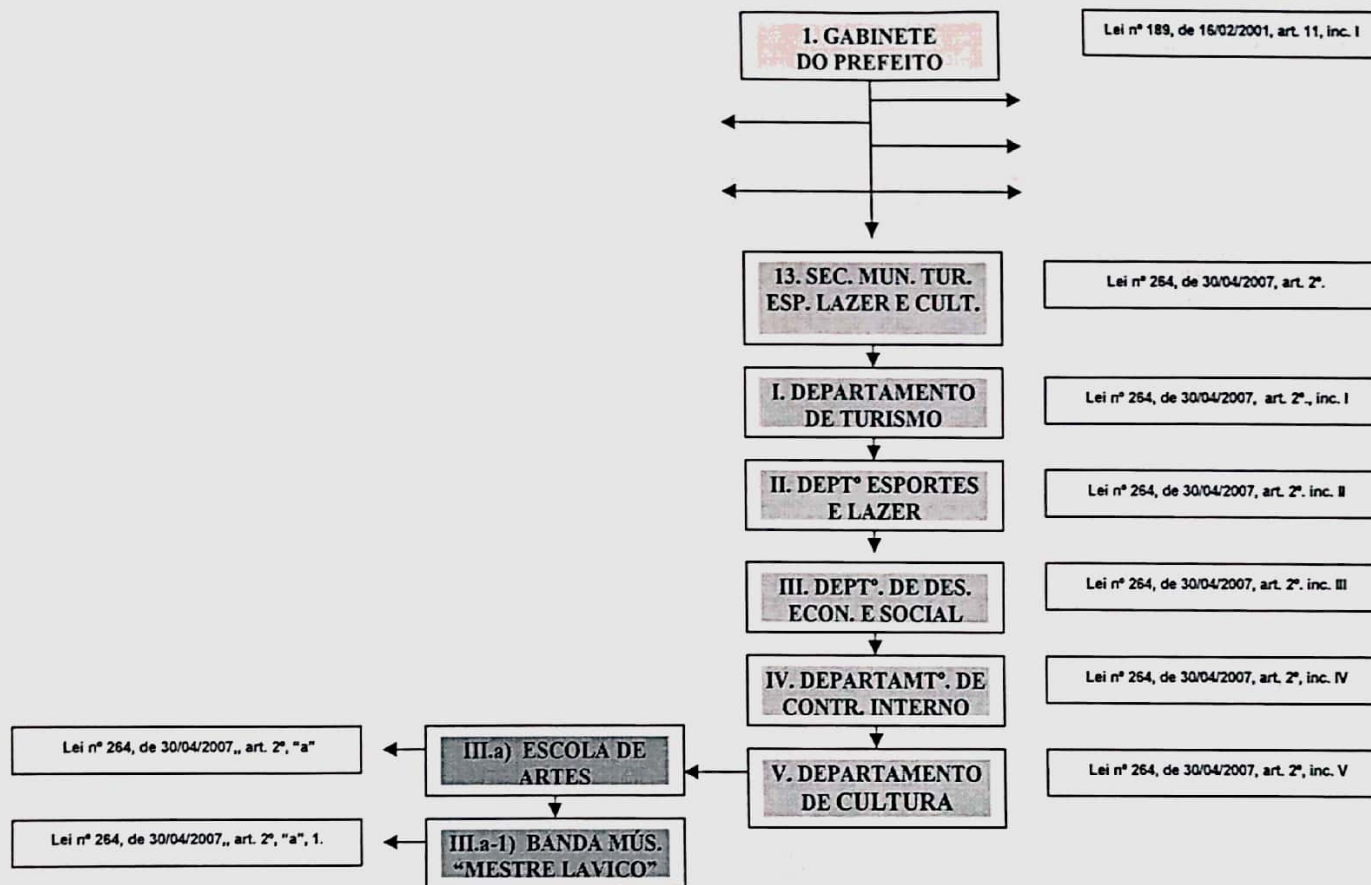 1. GABINETE
DO PREFEITO
Lei nº 189, de 16/02/2001, art. 11, inc. I
13. SEC. MUN. TUR.
ESP. LAZER E CULT.
Lei nº 264, de 30/04/2007, art. 2º.
I. DEPARTAMENTO
DE TURISMO
Lei nº 264, de 30/04/2007, art. 2º., inc. I
II. DEPTº ESPORTES
E LAZER
Lei nº 264, de 30/04/2007, art. 2º. inc. II
III. DEPTº. DE DES.
ECON. E SOCIAL
Lei nº 264, de 30/04/2007, art. 2º. inc. III
IV. DEPARTAMTº. DE
CONTR. INTERNO
Lei nº 264, de 30/04/2007, art. 2º, inc. IV
Lei nº 264, de 30/04/2007,, art. 2º, "a"
III.a) ESCOLA DE
ARTES
V. DEPARTAMENTO
DE CULTURA
Lei nº 264, de 30/04/2007, art. 2º, inc. V
Lei nº 264, de 30/04/2007,, art. 2º, "a", 1.
III.a-1) BANDA MÚS.
“MESTRE LAVICO”